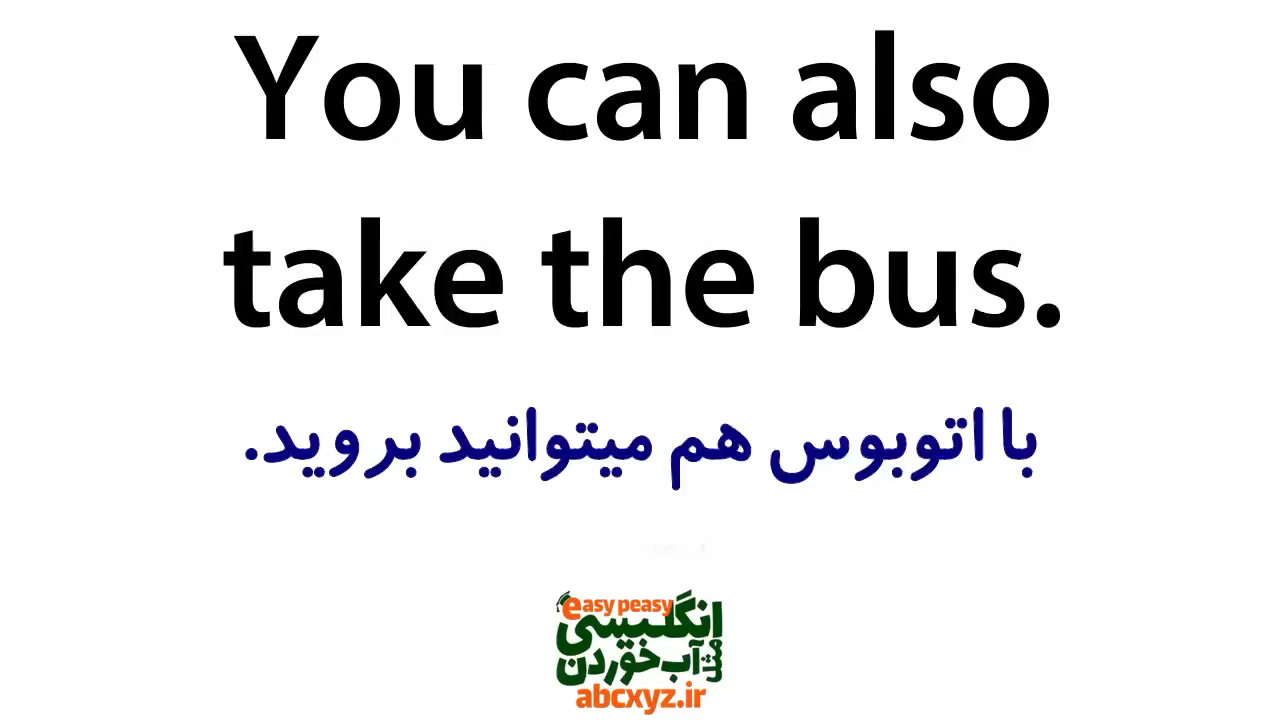 You can also
take the bus.
با اتوبوس هم میتوانید بروید.
easy peasy
انگلیسی
مثل آب خوردن
abcxyz.ir